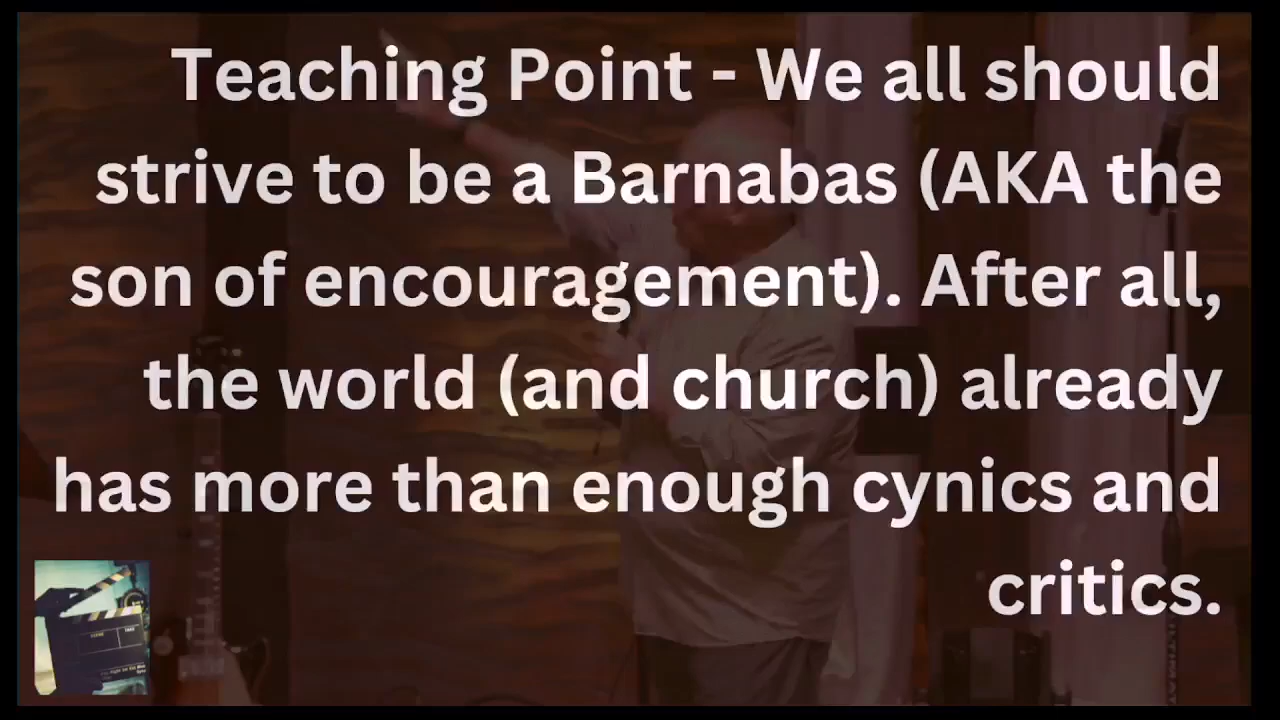 Teaching Point - We all should
strive to be a Barnabas (AKA the
son of encouragement). After all,
the world (and church) already
has more than enough cynics and
critics.